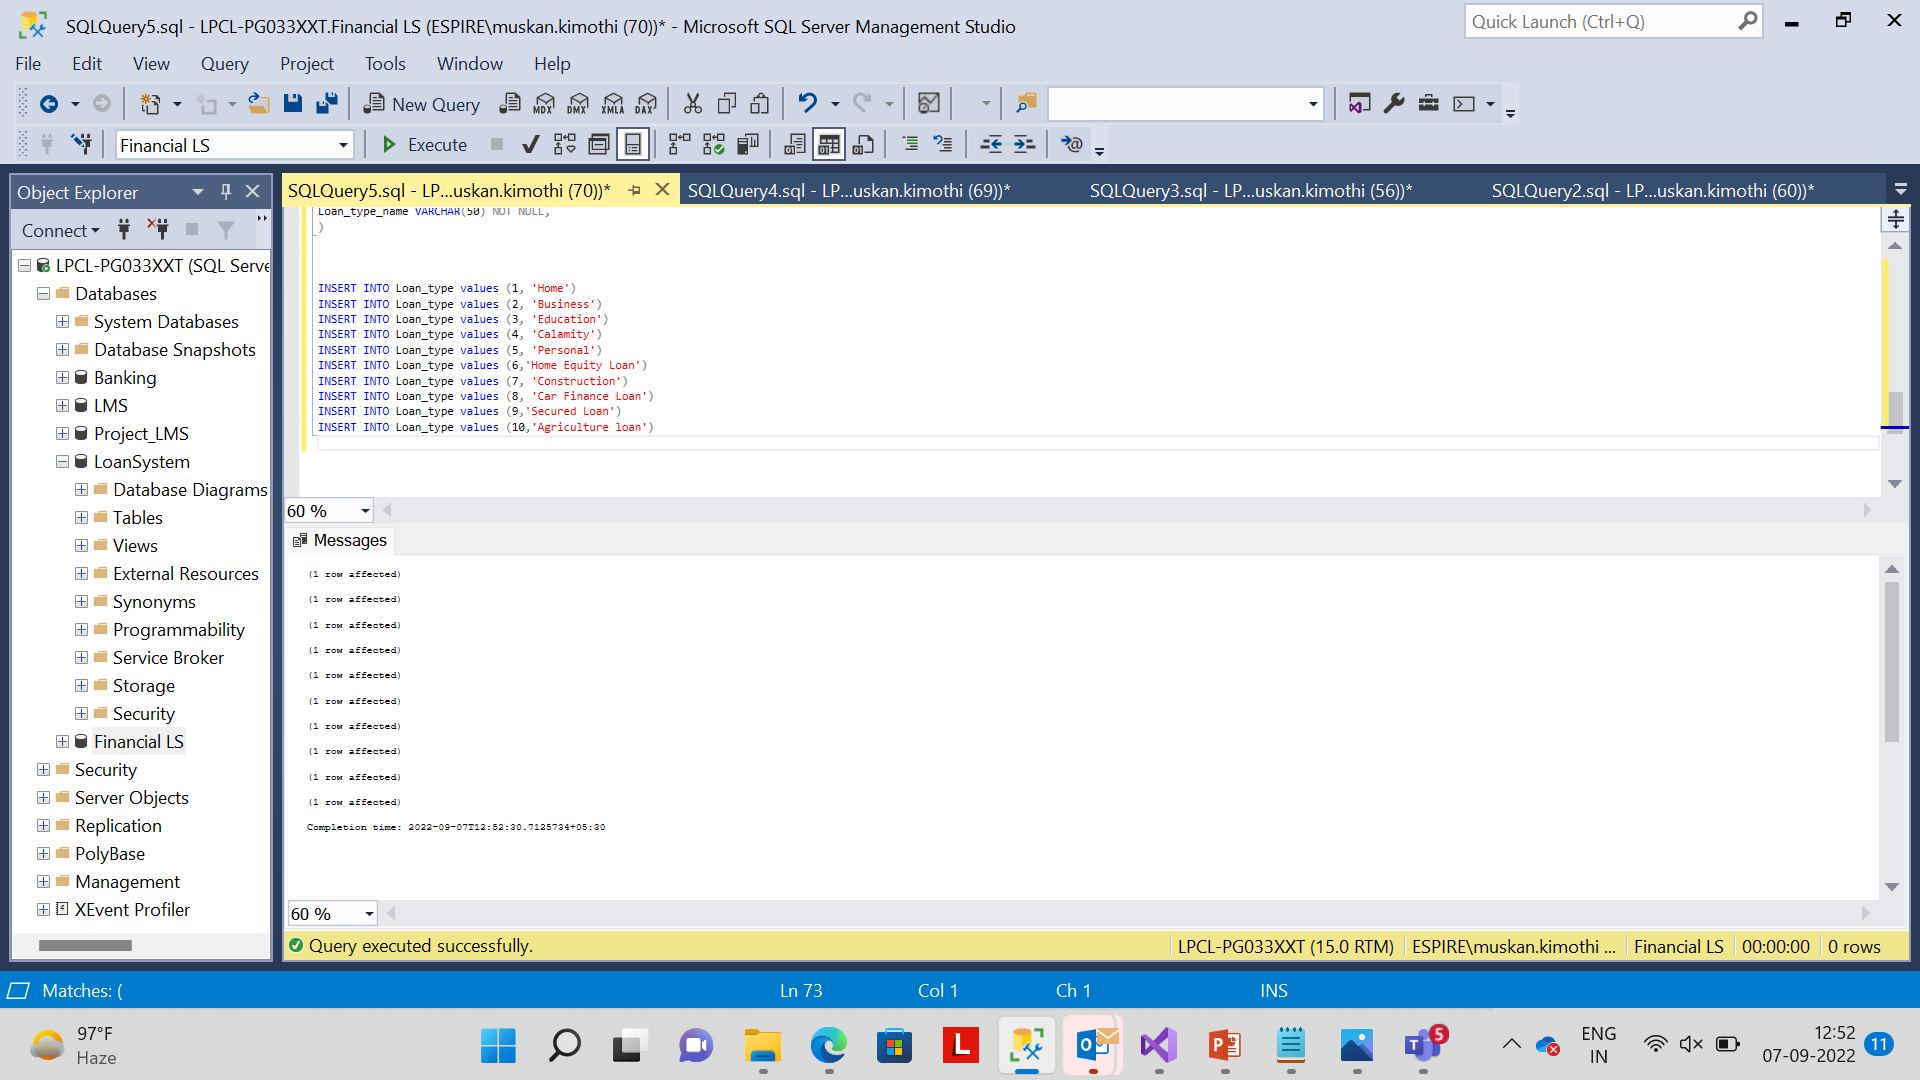 SQLQuery5.sql - LPCL-PG033XXT.Financial LS (ESPIRE\muskan.kimothi (70))* - Microsoft SQL Server Management Studio
Quick Launch (Ctrl+Q)
File Edit View Query Project Tools Window Help
New Query MDX DMX XMLA DAX
Financial LS Execute
Object Explorer
SQLQuery5.sql - LP...uskan.kimothi (70))* SQLQuery4.sql - LP...uskan.kimothi (69))* SQLQuery3.sql - LP...uskan.kimothi (56))* SQLQuery2.sql - LP...uskan.kimothi (60))*
Connect
LPCL-PG033XXT (SQL Serve
Databases
System Databases
Database Snapshots
Banking
LMS
Project_LMS
LoanSystem
Database Diagrams
Tables
Views
External Resources
Synonyms
Programmability
Service Broker
Storage
Security
Financial LS
Security
Server Objects
Replication
PolyBase
Management
XEvent Profiler
Loan_type_name VARCHAR(50) NOT NULL,
)
INSERT INTO Loan_type values (1, 'Home')
INSERT INTO Loan_type values (2, 'Business')
INSERT INTO Loan_type values (3, 'Education')
INSERT INTO Loan_type values (4, 'Calamity')
INSERT INTO Loan_type values (5, 'Personal')
INSERT INTO Loan_type values (6,'Home Equity Loan')
INSERT INTO Loan_type values (7, 'Construction')
INSERT INTO Loan_type values (8, 'Car Finance Loan')
INSERT INTO Loan_type values (9,'Secured Loan')
INSERT INTO Loan_type values (10,'Agriculture loan')
60 %
Messages
(1 row affected)
(1 row affected)
(1 row affected)
(1 row affected)
(1 row affected)
(1 row affected)
(1 row affected)
(1 row affected)
(1 row affected)
(1 row affected)
Completion time: 2022-09-07T12:52:30.7125734+05:30
60 %
Query executed successfully. LPCL-PG033XXT (15.0 RTM) ESPIRE\muskan.kimothi ... Financial LS 00:00:00 0 rows
Matches: ( Ln 73 Col 1 Ch 1 INS
97°F
Haze
L
5
ENG
IN
12:52
07-09-2022
11